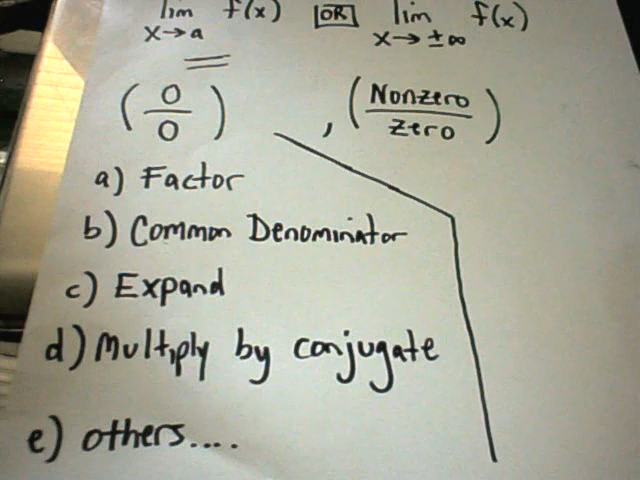 lim f(x) OR lim f(x)
x→a x→±∞
(0/0) , (Nonzero/Zero)
a) Factor
b) Common Denominator
c) Expand
d) Multiply by conjugate
e) others....